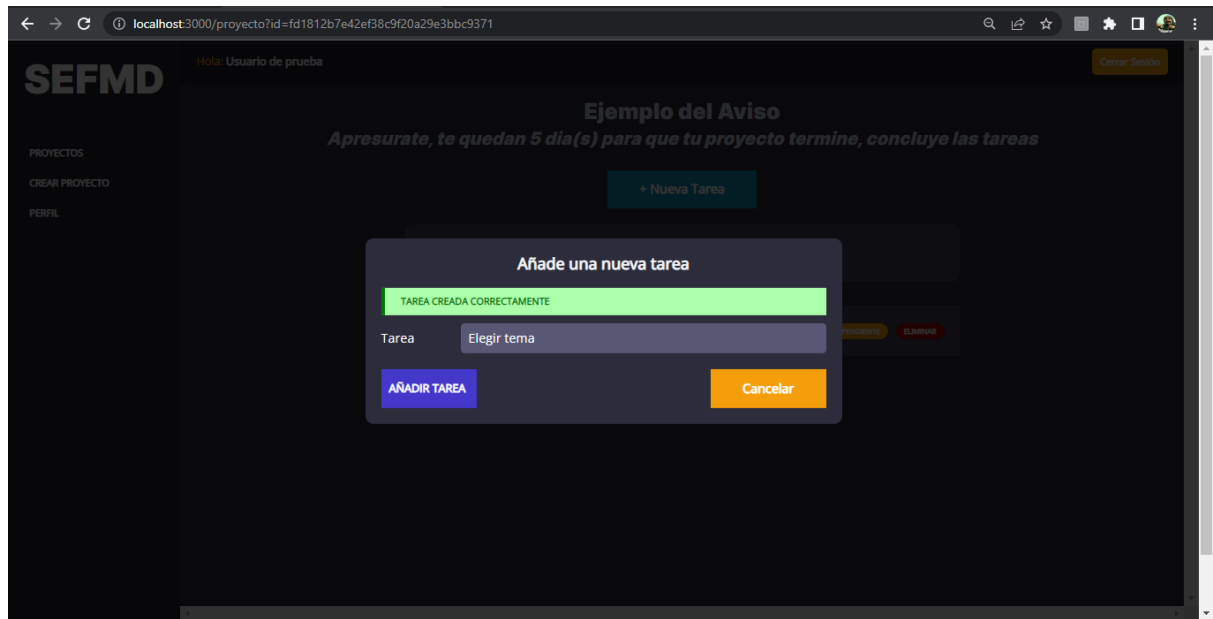 localhost:3000/proyecto?id=fd1812b7e42ef38c9f20a29e3bbc9371
SEFMD
Hola: Usuario de prueba
Cerrar Sesión
PROYECTOS
CREAR PROYECTO
PERFIL
Ejemplo del Aviso
Apresurate, te quedan 5 dia(s) para que tu proyecto termine, concluye las tareas
+ Nueva Tarea
Añade una nueva tarea
TAREA CREADA CORRECTAMENTE
Tarea
Elegir tema
PENDIENTE
ELIMINAR
AÑADIR TAREA
Cancelar